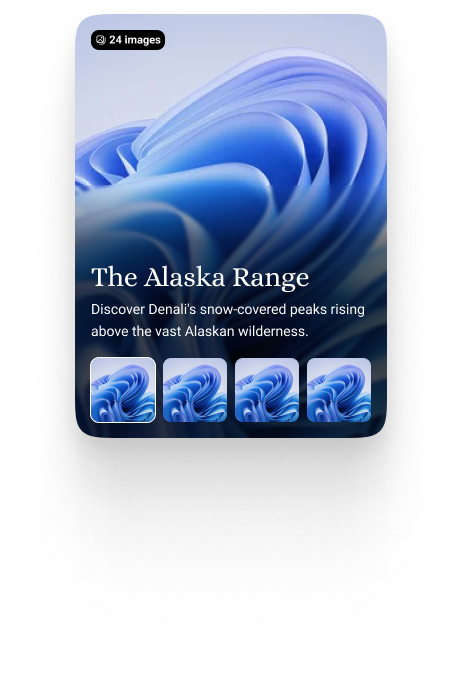 24 images
The Alaska Range
Discover Denali's snow-covered peaks rising
above the vast Alaskan wilderness.